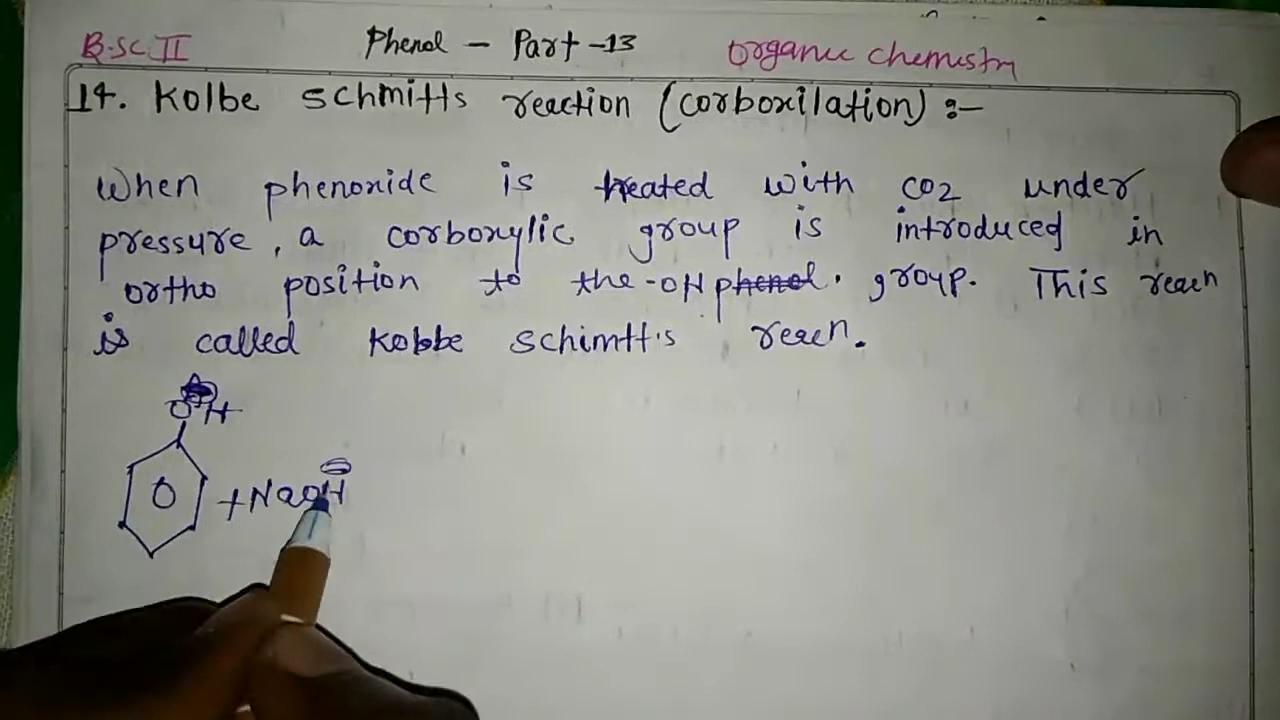 B.SC II Phenol - Part -13 Organic chemistry
14. Kolbe Schmitts reaction (corboxilation) :-
When phenoxide is treated with CO2 under
pressure, a corboxylic group is introduced in
ortho position to the -OH phenol. group. This reacn
is called Kobbe Schimtt's reacn.
OH
+ NaOH